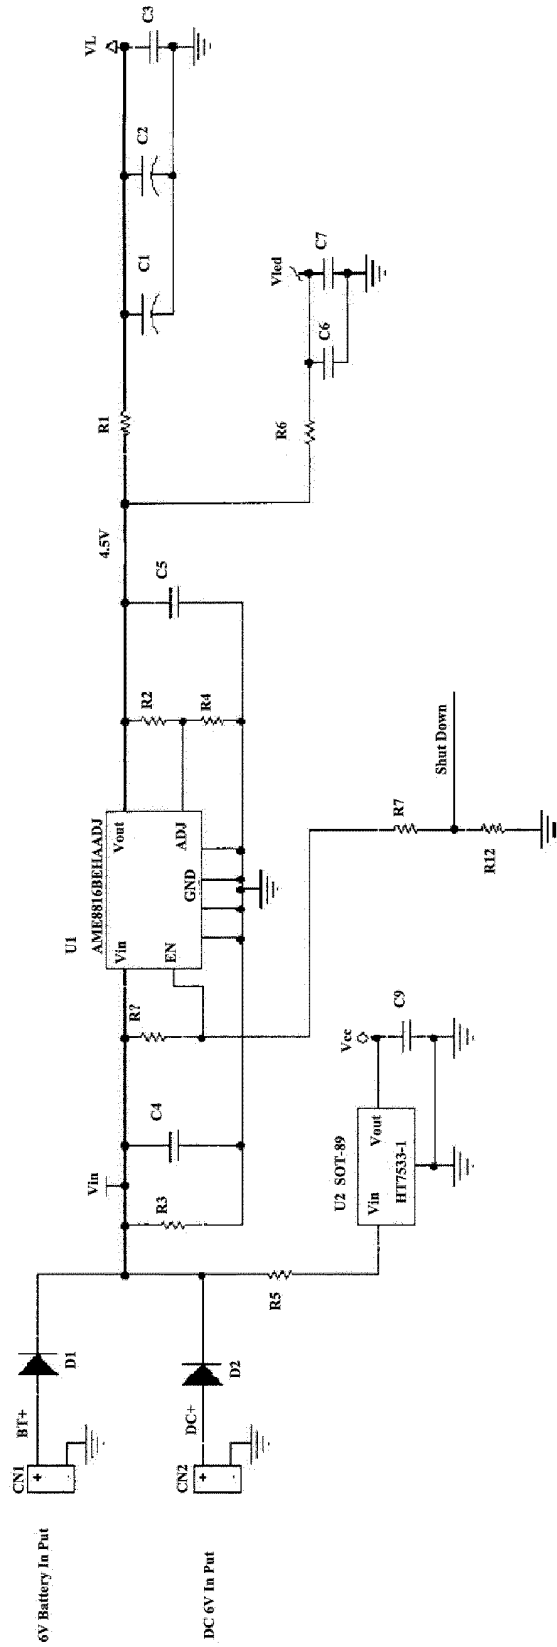 6V Battery In Put
CN1
+
-
BT+
D1
DC 6V In Put
CN2
+
-
DC+
D2
R5
Vin
R3
C4
R?
U1
AME8816BEHAADJ
Vin
Vout
EN
GND
ADJ
R2
R4
C5
4.5V
R1
C1
C2
VL
C3
R6
C6
Vled
C7
U2 SOT-89
Vin
Vout
HT7533-1
Vcc
C9
R7
R12
Shut Down